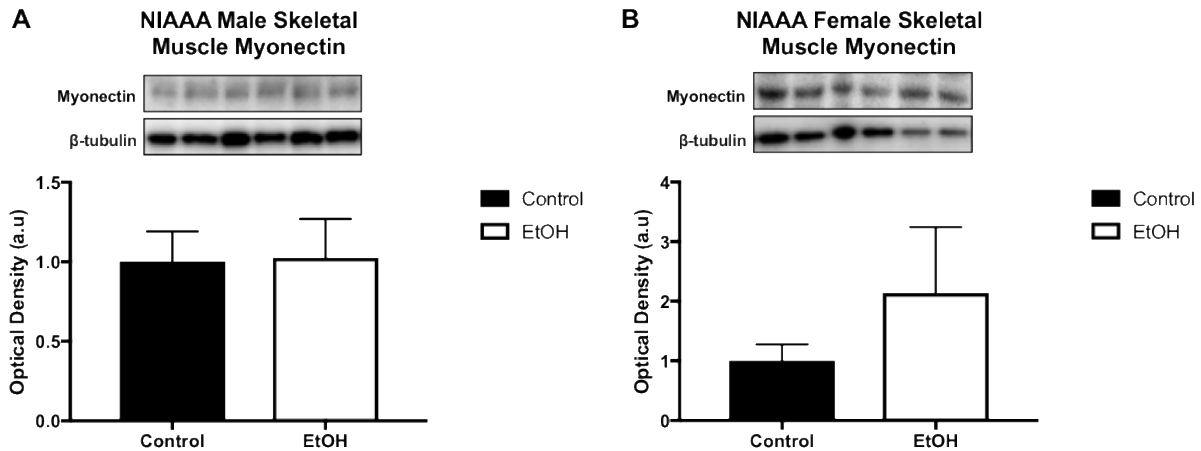 A
NIAAA Male Skeletal
Muscle Myonectin
Myonectin
β-tubulin
1.5
1.0
0.5
0.0
Optical Density (a.u)
Control
EtOH
Control
EtOH
B
NIAAA Female Skeletal
Muscle Myonectin
Myonectin
β-tubulin
4
3
2
1
0
Optical Density (a.u)
Control
EtOH
Control
EtOH